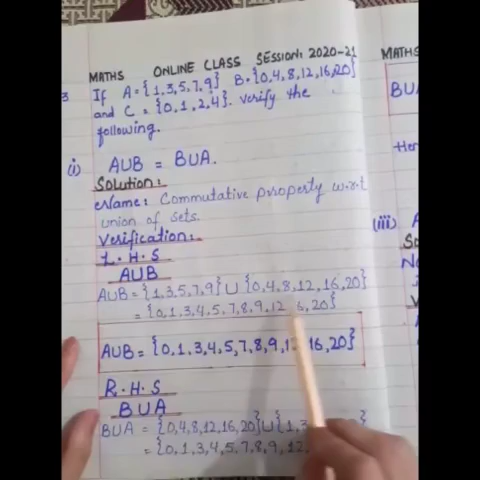 MATHS ONLINE CLASS SESSION: 2020-21
3 If A={1,3,5,7,9} B={0,4,8,12,16,20}
and C={0,1,2,4}. Verify the
following.
(i) AUB = BUA.
Solution:
Name: Commutative property w.r.t
union of sets.
Verification:
L.H.S
AUB
AUB={1,3,5,7,9} U {0,4,8,12,16,20}
={0,1,3,4,5,7,8,9,12 6,20}
AUB={0,1,3,4,5,7,8,9,12,16,20}
R.H.S
BUA
BUA={0,4,8,12,16,20}U{1,3
={0,1,3,4,5,7,8,9,12,
MATHS
BU
(iii)